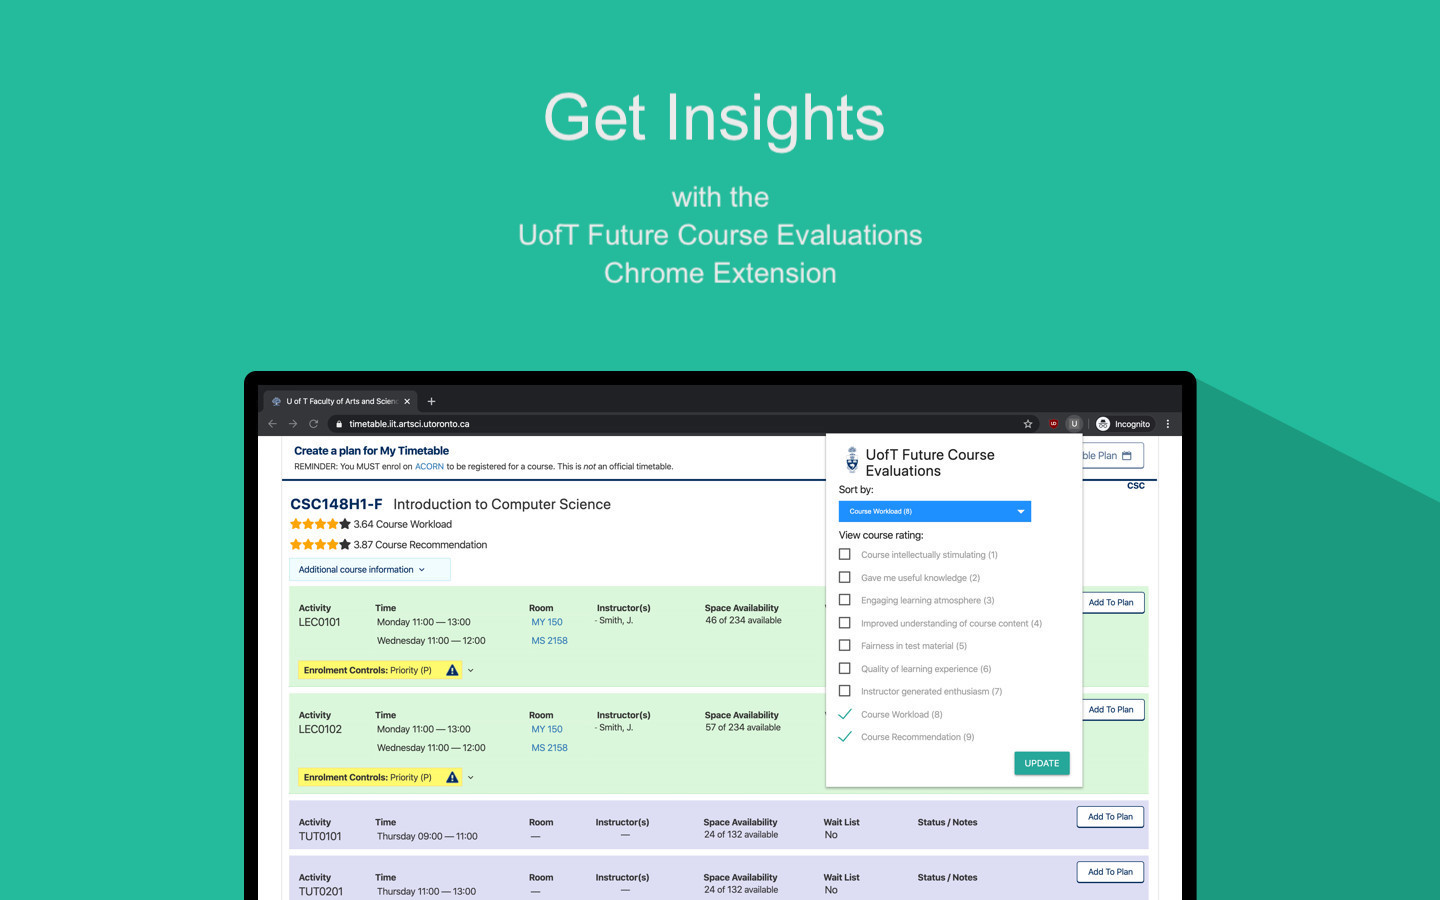 Get Insights
with the
UofT Future Course Evaluations
Chrome Extension
U of T Faculty of Arts and Scien
timetable.iit.artsci.utoronto.ca
UD
U
Incognito
Create a plan for My Timetable
REMINDER: You MUST enrol on ACORN to be registered for a course. This is not an official timetable.
ble Plan
CSC
CSC148H1-F Introduction to Computer Science
3.64 Course Workload
3.87 Course Recommendation
Additional course information
UofT Future Course
Evaluations
Sort by:
Course Workload (8)
View course rating:
Course intellectually stimulating (1)
Gave me useful knowledge (2)
Engaging learning atmosphere (3)
Improved understanding of course content (4)
Fairness in test material (5)
Quality of learning experience (6)
Instructor generated enthusiasm (7)
Course Workload (8)
Course Recommendation (9)
UPDATE
Activity Time Room Instructor(s) Space Availability
LEC0101 Monday 11:00 — 13:00 MY 150 - Smith, J. 46 of 234 available
Wednesday 11:00 — 12:00 MS 2158
Add To Plan
Enrolment Controls: Priority (P)
Activity Time Room Instructor(s) Space Availability
LEC0102 Monday 11:00 — 13:00 MY 150 - Smith, J. 57 of 234 available
Wednesday 11:00 — 12:00 MS 2158
Add To Plan
Enrolment Controls: Priority (P)
Activity Time Room Instructor(s) Space Availability Wait List Status / Notes
TUT0101 Thursday 09:00 — 11:00 — — 24 of 132 available No
Add To Plan
Activity Time Room Instructor(s) Space Availability Wait List Status / Notes
TUT0201 Thursday 11:00 — 13:00 — — 24 of 132 available No
Add To Plan